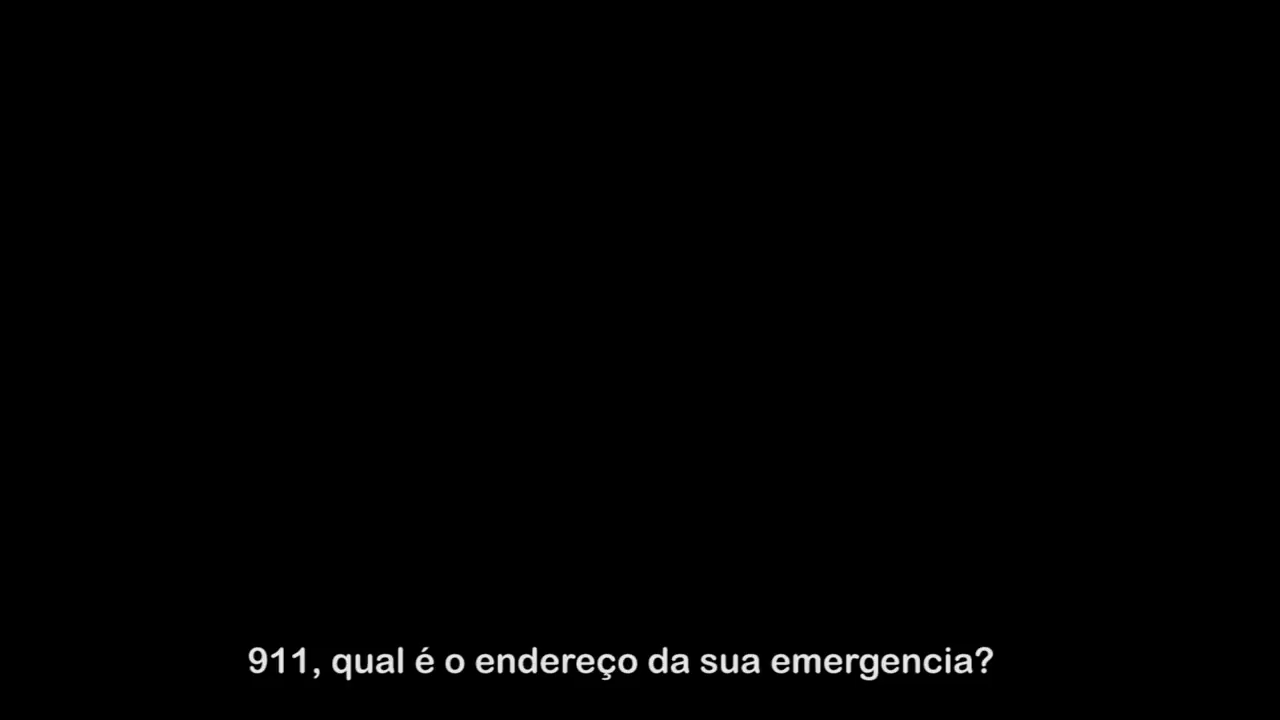 911, qual é o endereço da sua emergencia?